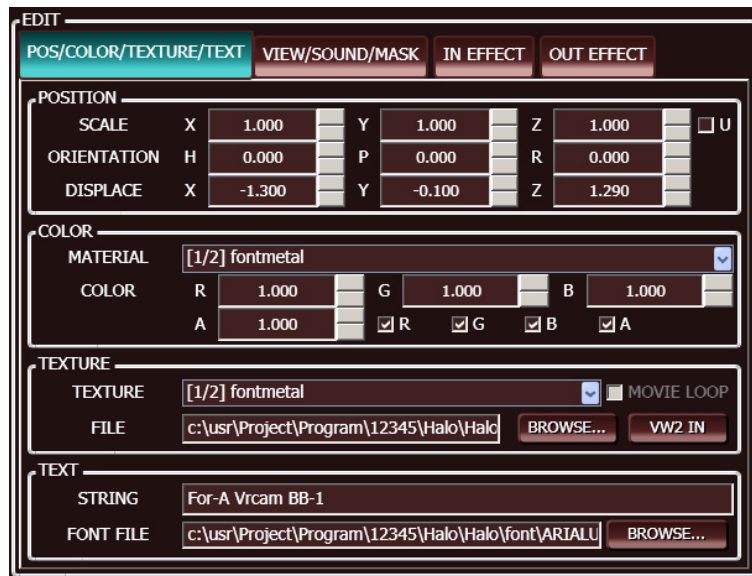 EDIT
POS/COLOR/TEXTURE/TEXT VIEW/SOUND/MASK IN EFFECT OUT EFFECT
POSITION
SCALE X 1.000 Y 1.000 Z 1.000 U
ORIENTATION H 0.000 P 0.000 R 0.000
DISPLACE X -1.300 Y -0.100 Z 1.290
COLOR
MATERIAL [1/2] fontmetal
COLOR R 1.000 G 1.000 B 1.000
A 1.000 R G B A
TEXTURE
TEXTURE [1/2] fontmetal MOVIE LOOP
FILE c:\usr\Project\Program\12345\Halo\Halo BROWSE... VW2 IN
TEXT
STRING For-A Vrcam BB-1
FONT FILE c:\usr\Project\Program\12345\Halo\Halo\font\ARIALU BROWSE...